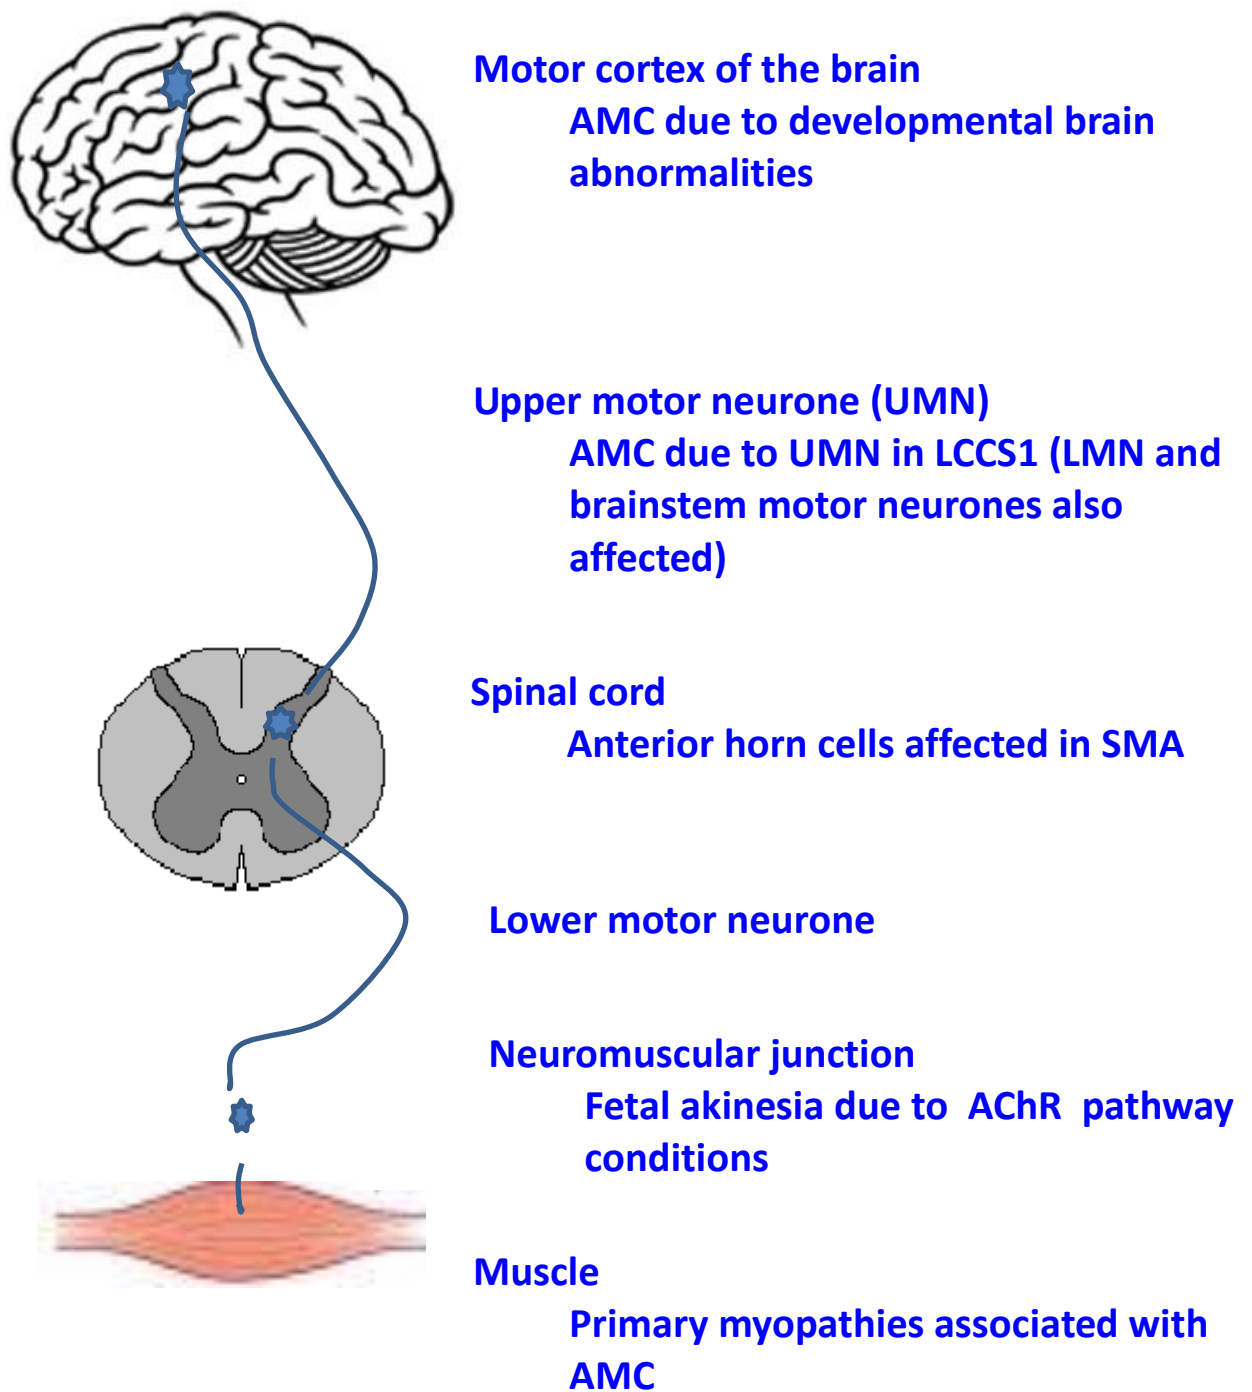 Motor cortex of the brain
AMC due to developmental brain
abnormalities
Upper motor neurone (UMN)
AMC due to UMN in LCCS1 (LMN and
brainstem motor neurones also
affected)
Spinal cord
Anterior horn cells affected in SMA
Lower motor neurone
Neuromuscular junction
Fetal akinesia due to  AChR  pathway
conditions
Muscle
Primary myopathies associated with
AMC